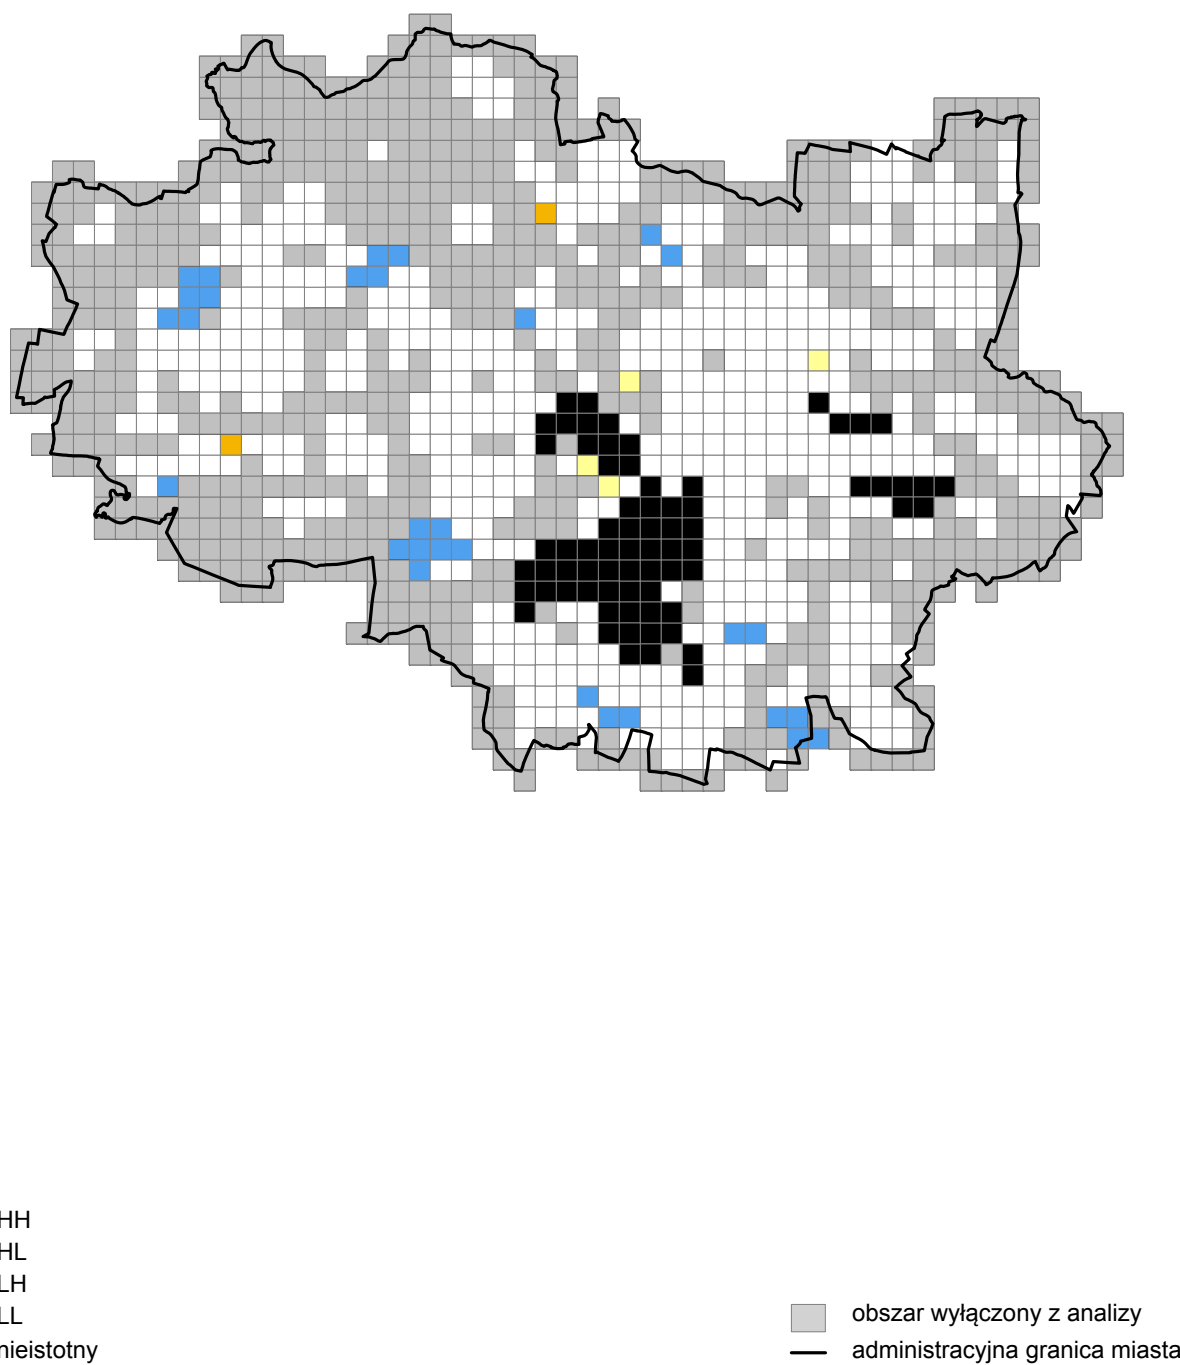 HH
HL
LH
LL
nieistotny
obszar wyłączony z analizy
administracyjna granica miasta